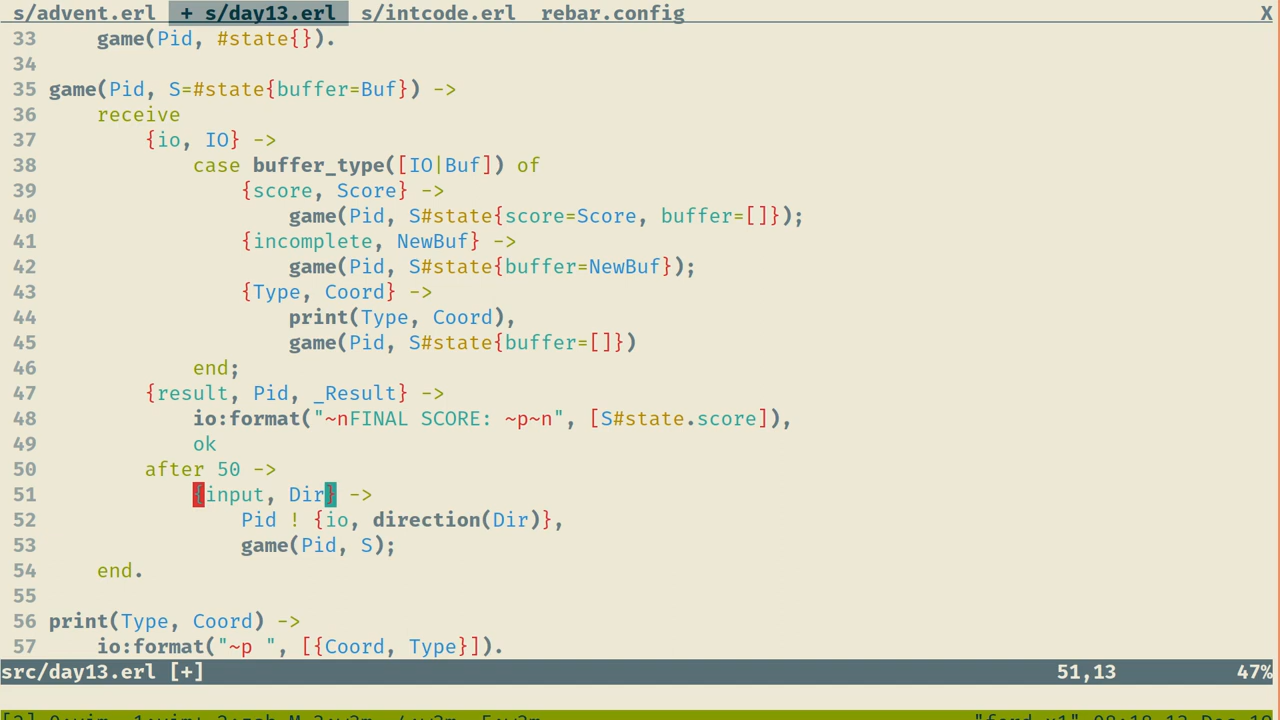 s/advent.erl + s/day13.erl s/intcode.erl rebar.config X
33 game(Pid, #state{}).
34
35 game(Pid, S=#state{buffer=Buf}) ->
36 receive
37 {io, IO} ->
38 case buffer_type([IO|Buf]) of
39 {score, Score} ->
40 game(Pid, S#state{score=Score, buffer=[]});
41 {incomplete, NewBuf} ->
42 game(Pid, S#state{buffer=NewBuf});
43 {Type, Coord} ->
44 print(Type, Coord),
45 game(Pid, S#state{buffer=[]})
46 end;
47 {result, Pid, _Result} ->
48 io:format("~nFINAL SCORE: ~p~n", [S#state.score]),
49 ok
50 after 50 ->
51 {input, Dir} ->
52 Pid ! {io, direction(Dir)},
53 game(Pid, S);
54 end.
55
56 print(Type, Coord) ->
57 io:format("~p ", [{Coord, Type}]).
src/day13.erl [+] 51,13 47%